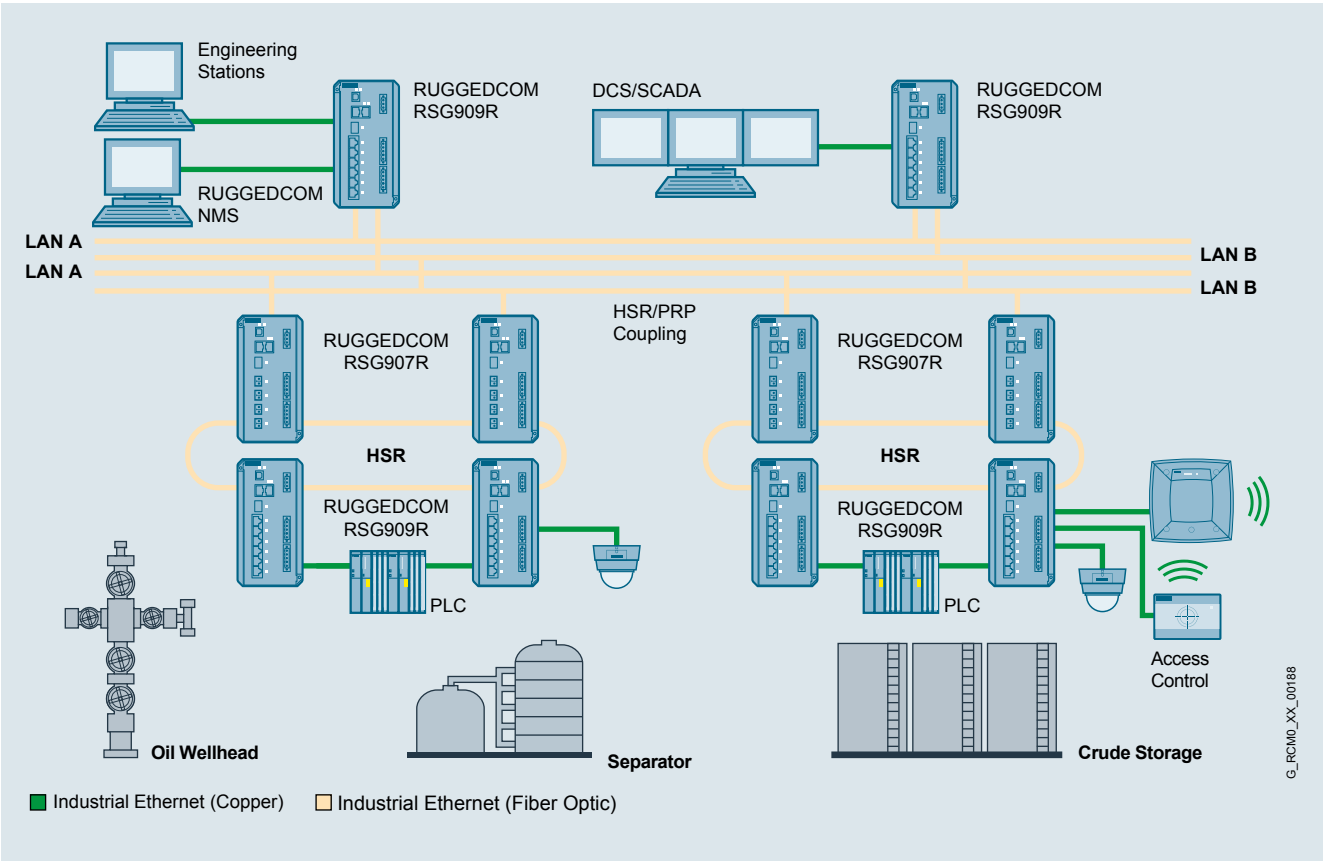 Engineering
Stations
RUGGEDCOM
RSG909R
DCS/SCADA
RUGGEDCOM
RSG909R
RUGGEDCOM
NMS
LAN A
LAN B
LAN A
LAN B
HSR/PRP
Coupling
RUGGEDCOM
RSG907R
RUGGEDCOM
RSG907R
HSR
HSR
RUGGEDCOM
RSG909R
RUGGEDCOM
RSG909R
PLC
PLC
Access
Control
Oil Wellhead
Separator
Crude Storage
G_RCM0_XX_00188
Industrial Ethernet (Copper)
Industrial Ethernet (Fiber Optic)